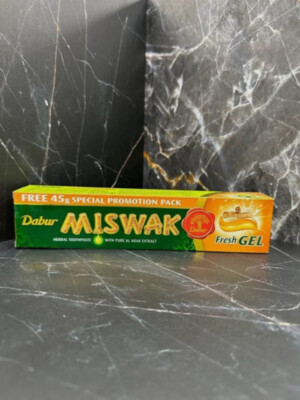 FREE 45g SPECIAL PROMOTION PACK
Dabur
MISWAK
HERBAL TOOTHPASTE
WITH PURE AL ARAK EXTRACT
Fresh GEL